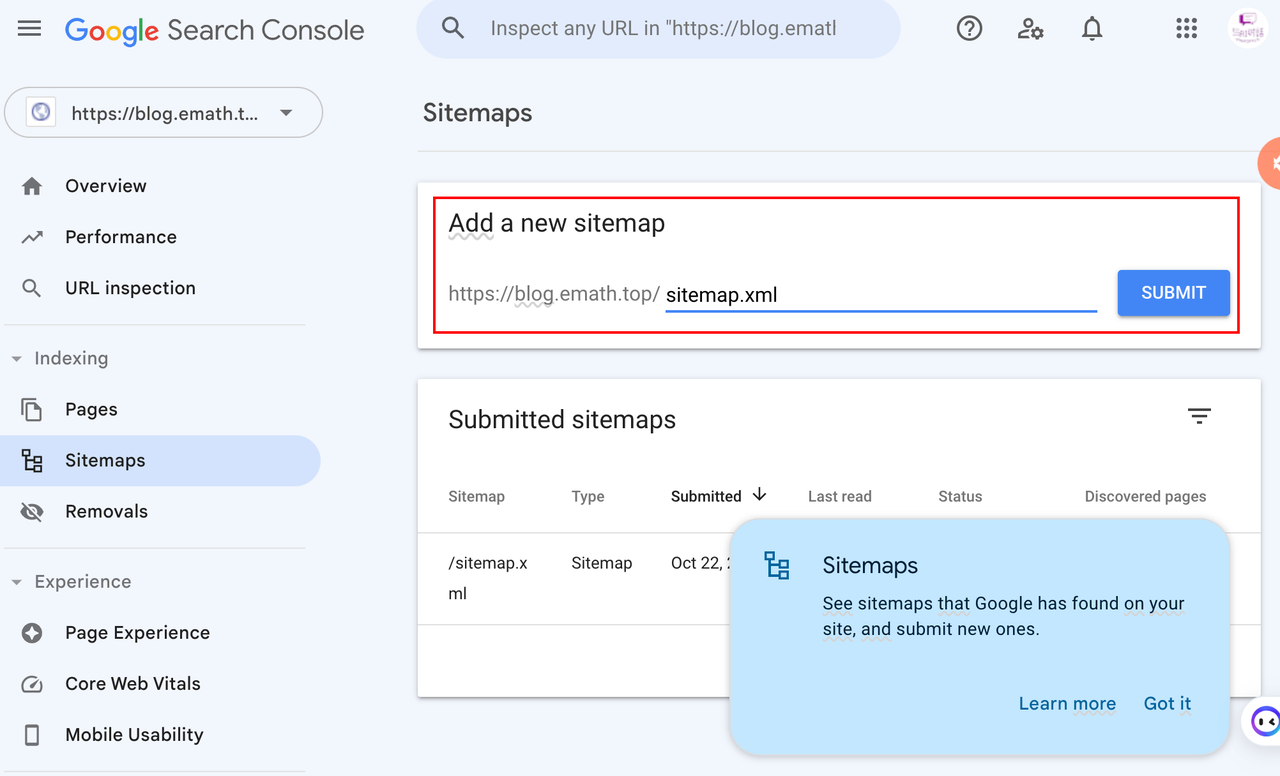 Google Search Console
Inspect any URL in "https://blog.ematl
https://blog.emath.t...
Overview
Performance
URL inspection
Indexing
Pages
Sitemaps
Removals
Experience
Page Experience
Core Web Vitals
Mobile Usability
Sitemaps
Add a new sitemap
https://blog.emath.top/ sitemap.xml
SUBMIT
Submitted sitemaps
Sitemap Type Submitted Last read Status Discovered pages
/sitemap.x Sitemap Oct 22,
ml
Sitemaps
See sitemaps that Google has found on your
site, and submit new ones.
Learn more Got it